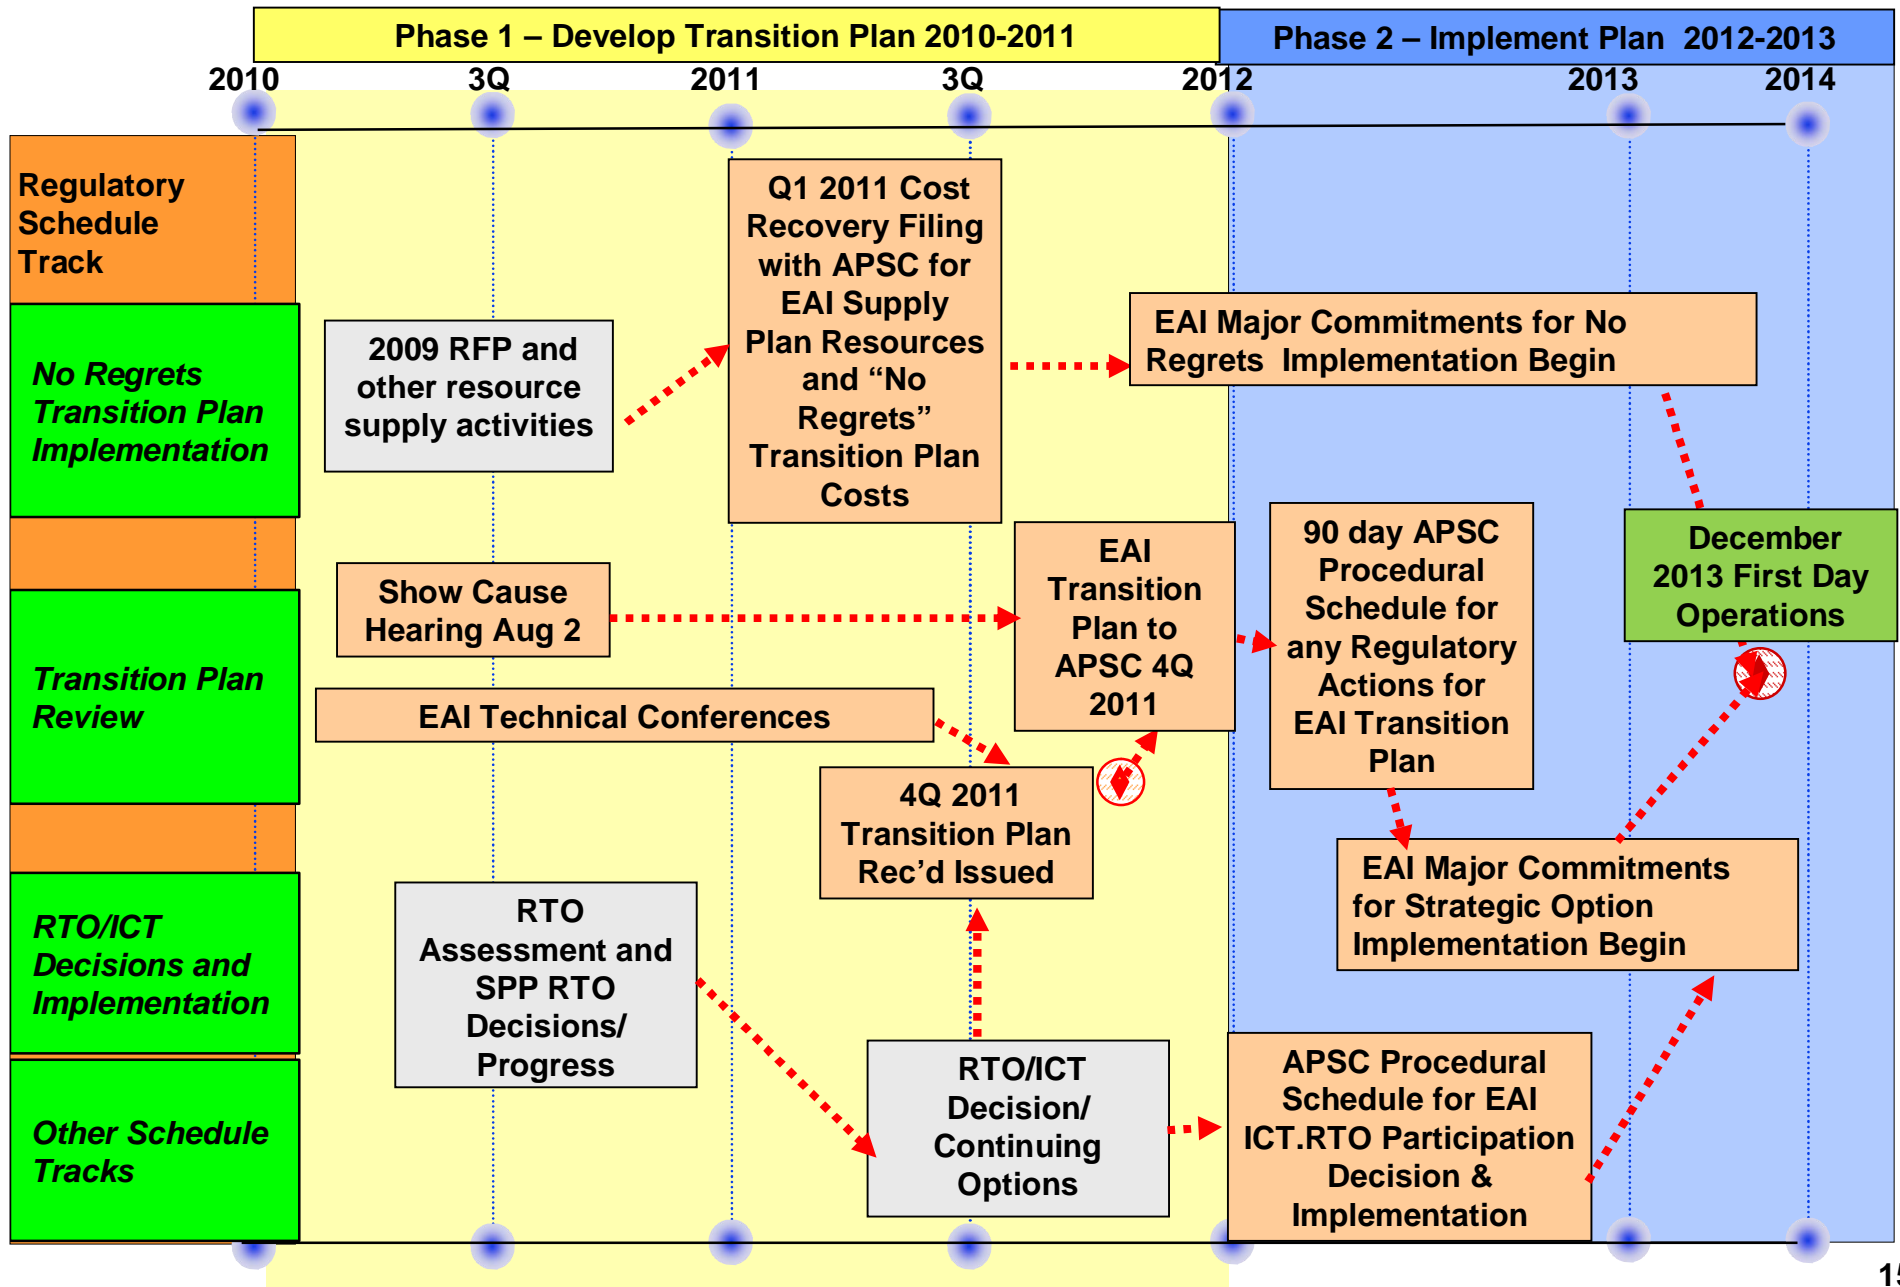 Phase 1 – Develop Transition Plan 2010-2011
Phase 2 – Implement Plan 2012-2013
2010
3Q
2011
3Q
2012
2013
2014
Regulatory
Schedule
Track
No Regrets
Transition Plan
Implementation
Transition Plan
Review
RTO/ICT
Decisions and
Implementation
Other Schedule
Tracks
2009 RFP and
other resource
supply activities
Q1 2011 Cost
Recovery Filing
with APSC for
EAI Supply
Plan Resources
and “No
Regrets”
Transition Plan
Costs
EAI Major Commitments for No
Regrets Implementation Begin
Show Cause
Hearing Aug 2
EAI Technical Conferences
EAI
Transition
Plan to
APSC 4Q
2011
90 day APSC
Procedural
Schedule for
any Regulatory
Actions for
EAI Transition
Plan
December
2013 First Day
Operations
4Q 2011
Transition Plan
Rec’d Issued
EAI Major Commitments
for Strategic Option
Implementation Begin
RTO
Assessment and
SPP RTO
Decisions/
Progress
RTO/ICT
Decision/
Continuing
Options
APSC Procedural
Schedule for EAI
ICT.RTO Participation
Decision &
Implementation